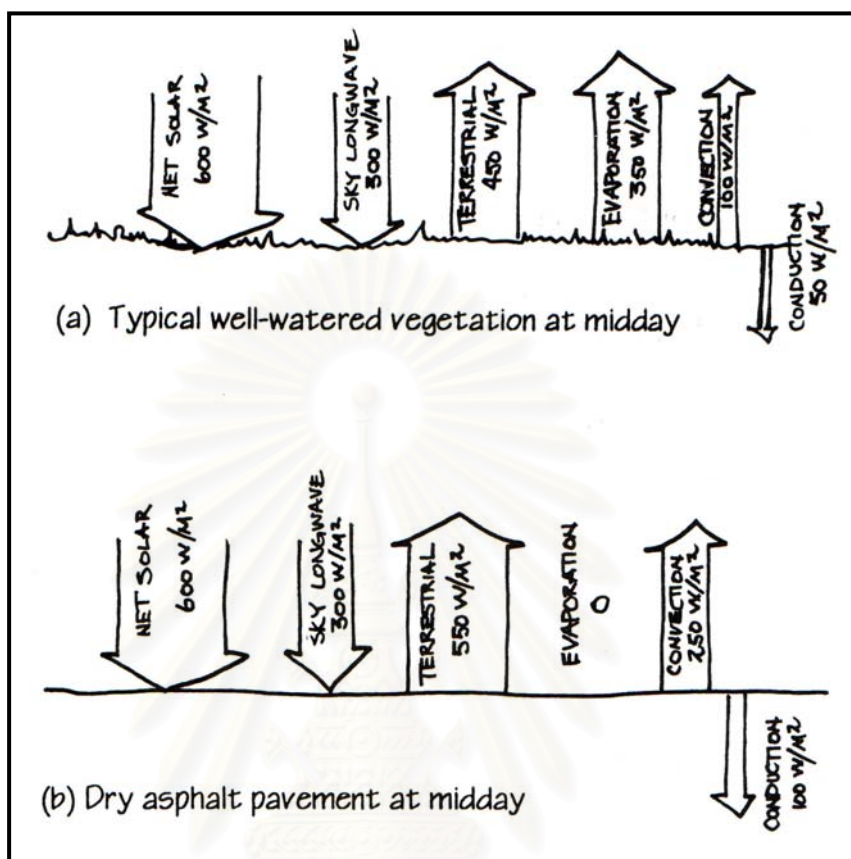 NET SOLAR
600 W/M²
SKY LONGWAVE
300 W/M²
TERRESTRIAL
450 W/M²
EVAPORATION
350 W/M²
CONVECTION
100 W/M²
CONDUCTION
50 W/M²
(a) Typical well-watered vegetation at midday
NET SOLAR
600 W/M²
SKY LONGWAVE
300 W/M²
TERRESTRIAL
550 W/M²
EVAPORATION
0
CONVECTION
250 W/M²
CONDUCTION
100 W/M²
(b) Dry asphalt pavement at midday